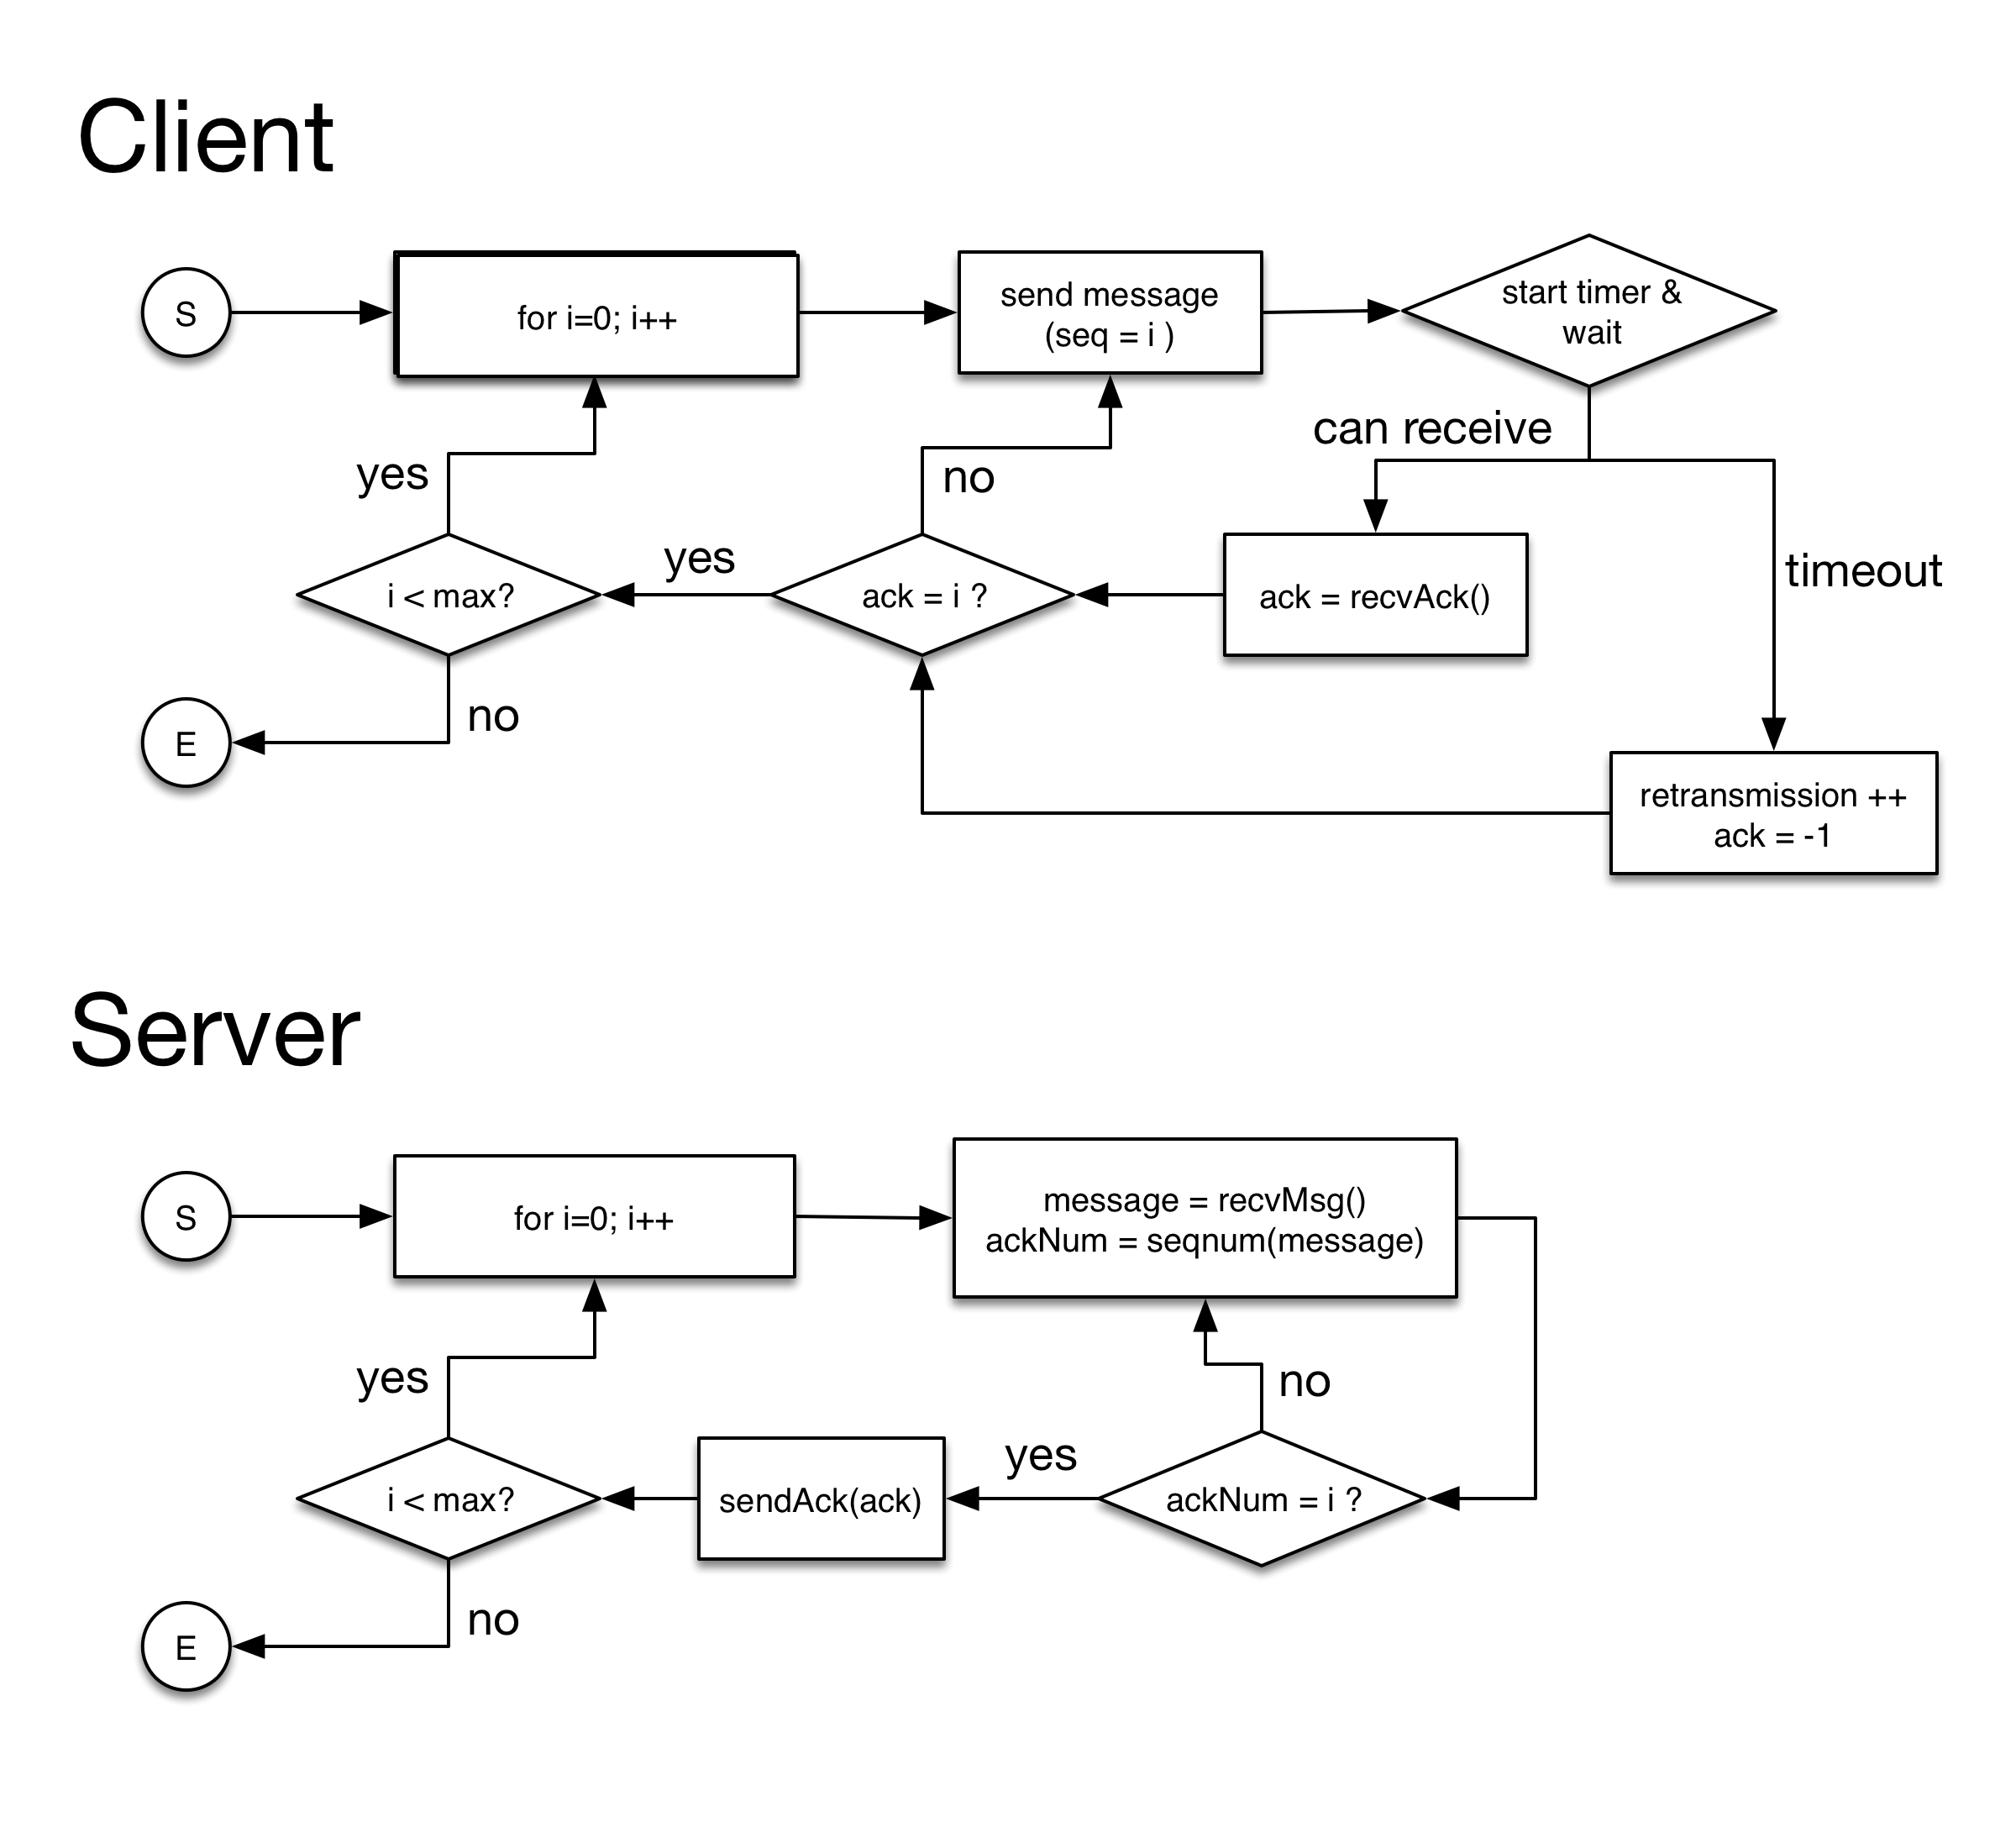 Client
S
for i=0; i++
send message
(seq = i )
start timer &
wait
can receive
yes
no
timeout
i < max?
yes
ack = i ?
ack = recvAck()
no
E
retransmission ++
ack = -1
Server
S
for i=0; i++
message = recvMsg()
ackNum = seqnum(message)
yes
no
i < max?
sendAck(ack)
yes
ackNum = i ?
no
E